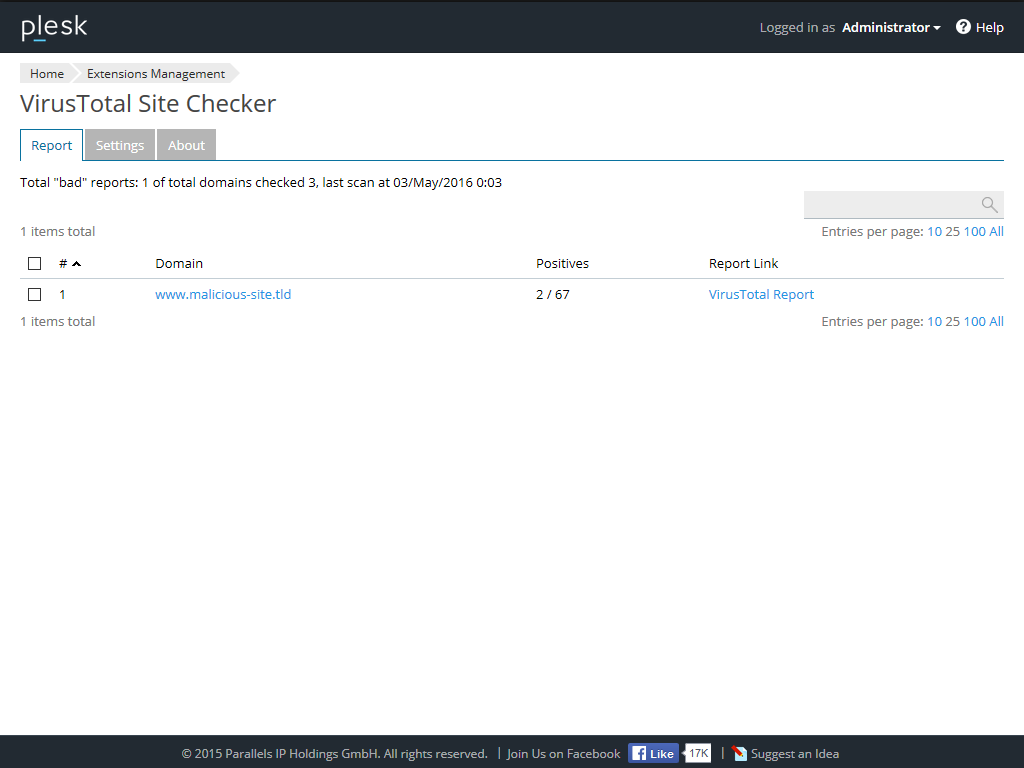 plesk
Logged in as Administrator Help
Home Extensions Management
VirusTotal Site Checker
Report Settings About
Total "bad" reports: 1 of total domains checked 3, last scan at 03/May/2016 0:03
1 items total Entries per page: 10 25 100 All
# Domain Positives Report Link
1 www.malicious-site.tld 2 / 67 VirusTotal Report
1 items total Entries per page: 10 25 100 All
© 2015 Parallels IP Holdings GmbH. All rights reserved. | Join Us on Facebook Like 17K | Suggest an Idea